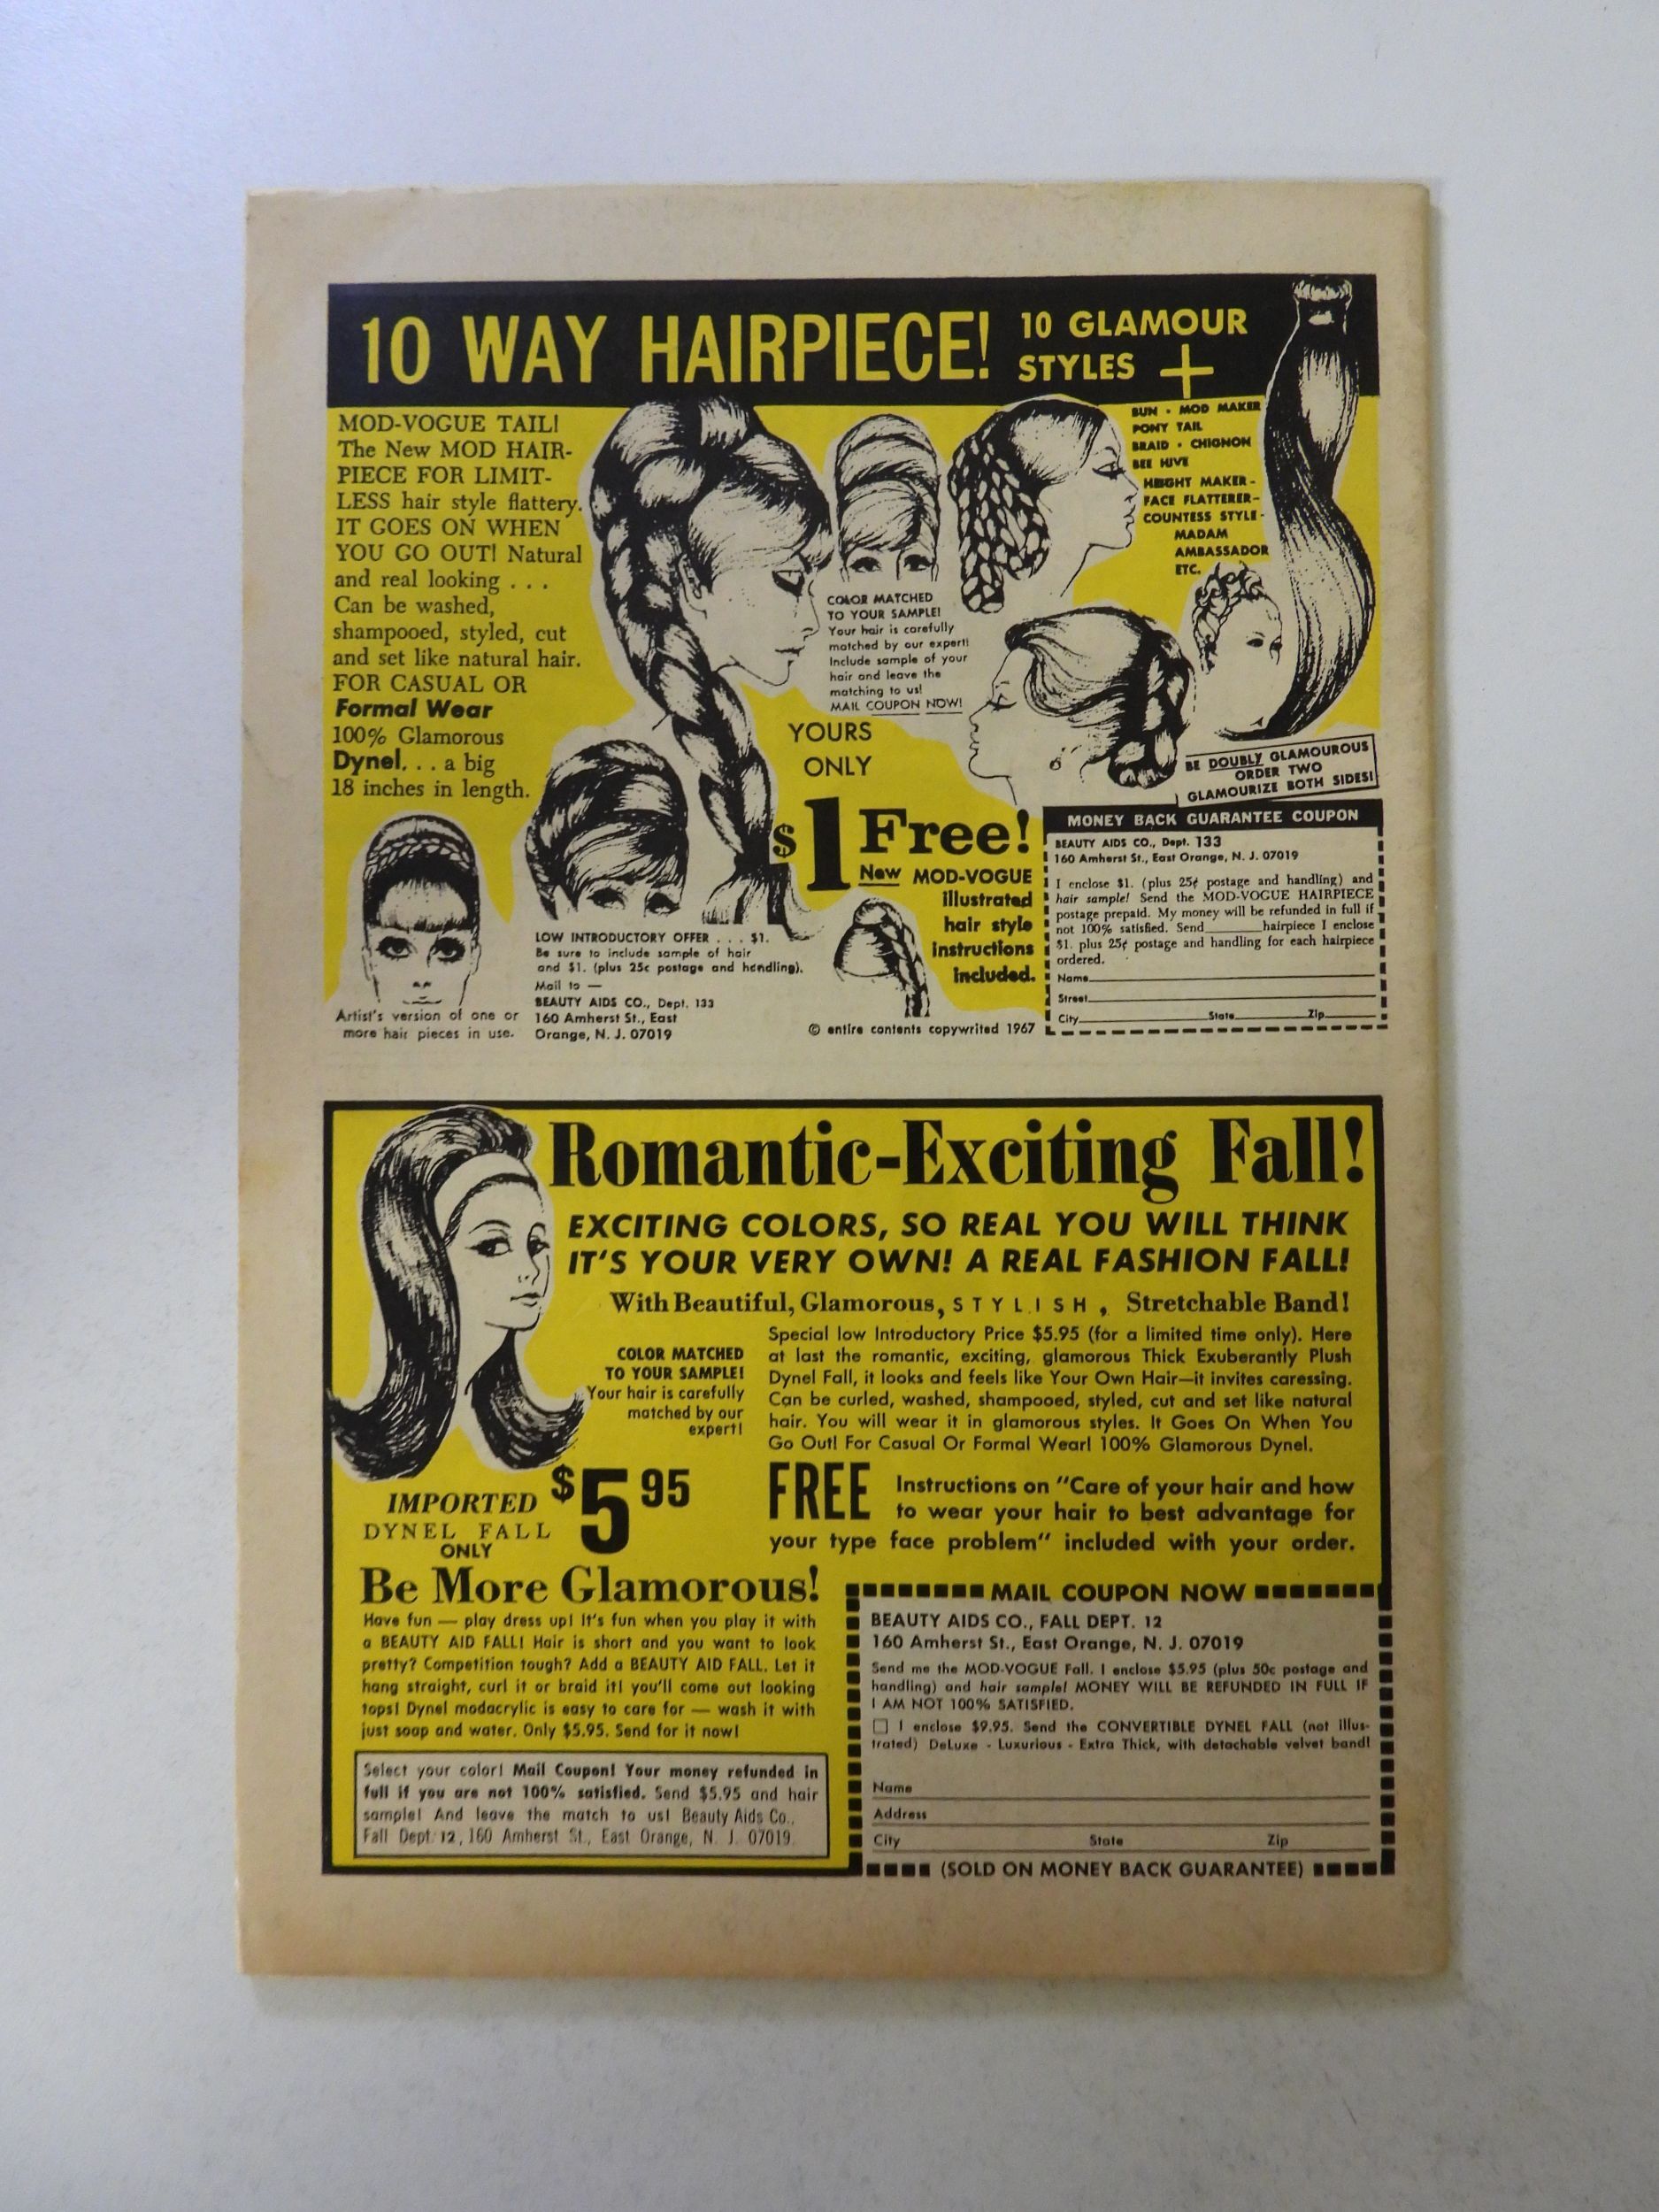 10 WAY HAIRPIECE!
10 GLAMOUR
STYLES +
MOD-VOGUE TAIL!
The New MOD HAIR-
PIECE FOR LIMIT-
LESS hair style flattery.
IT GOES ON WHEN
YOU GO OUT! Natural
and real looking . . .
Can be washed,
shampooed, styled, cut
and set like natural hair.
FOR CASUAL OR
Formal Wear
100% Glamorous
Dynel. . . a big
18 inches in length.
BUN - MOD MAKER
PONY TAIL
BRAID - CHIGNON
BEE HIVE
HEIGHT MAKER -
FACE FLATTERER -
COUNTESS STYLE -
MADAM
AMBASSADOR
ETC.
COLOR MATCHED
TO YOUR SAMPLE!
Your hair is carefully
matched by our expert!
Include sample of your
hair and leave the
matching to us!
MAIL COUPON NOW!
YOURS
ONLY
$1
Free!
New MOD-VOGUE
illustrated
hair style
instructions
included.
BE DOUBLY GLAMOUROUS
ORDER TWO
GLAMOURIZE BOTH SIDES!
Artist's version of one or
more hair pieces in use.
LOW INTRODUCTORY OFFER . . . $1.
Be sure to include sample of hair
and $1. (plus 25c postage and handling).
Mail to —
BEAUTY AIDS CO., Dept. 133
160 Amherst St., East
Orange, N. J. 07019
© entire contents copywrited 1967
MONEY BACK GUARANTEE COUPON
BEAUTY AIDS CO., Dept. 133
160 Amherst St., East Orange, N. J. 07019
I enclose $1. (plus 25¢ postage and handling) and
hair sample! Send the MOD-VOGUE HAIRPIECE
postage prepaid. My money will be refunded in full if
not 100% satisfied. Send________hairpiece I enclose
$1. plus 25¢ postage and handling for each hairpiece
ordered.
Name
Street
City State Zip
Romantic-Exciting Fall!
EXCITING COLORS, SO REAL YOU WILL THINK
IT'S YOUR VERY OWN! A REAL FASHION FALL!
With Beautiful, Glamorous, STYLISH, Stretchable Band!
COLOR MATCHED
TO YOUR SAMPLE!
Your hair is carefully
matched by our
expert!
Special low Introductory Price $5.95 (for a limited time only). Here
at last the romantic, exciting, glamorous Thick Exuberantly Plush
Dynel Fall, it looks and feels like Your Own Hair—it invites caressing.
Can be curled, washed, shampooed, styled, cut and set like natural
hair. You will wear it in glamorous styles. It Goes On When You
Go Out! For Casual Or Formal Wear! 100% Glamorous Dynel.
IMPORTED
DYNEL FALL
ONLY
$5 95
FREE Instructions on "Care of your hair and how
to wear your hair to best advantage for
your type face problem" included with your order.
Be More Glamorous!
Have fun — play dress up! It's fun when you play it with
a BEAUTY AID FALL! Hair is short and you want to look
pretty? Competition tough? Add a BEAUTY AID FALL. Let it
hang straight, curl it or braid it! you'll come out looking
tops! Dynel modacrylic is easy to care for — wash it with
just soap and water. Only $5.95. Send for it now!
Select your color! Mail Coupon! Your money refunded in
full if you are not 100% satisfied. Send $5.95 and hair
sample! And leave the match to us! Beauty Aids Co.,
Fall Dept. 12, 160 Amherst St., East Orange, N. J. 07019.
MAIL COUPON NOW
BEAUTY AIDS CO., FALL DEPT. 12
160 Amherst St., East Orange, N. J. 07019
Send me the MOD-VOGUE Fall. I enclose $5.95 (plus 50c postage and
handling) and hair sample! MONEY WILL BE REFUNDED IN FULL IF
I AM NOT 100% SATISFIED.
☐ I enclose $9.95. Send the CONVERTIBLE DYNEL FALL (not illus-
trated) DeLuxe - Luxurious - Extra Thick, with detachable velvet band!
Name
Address
City State Zip
(SOLD ON MONEY BACK GUARANTEE)